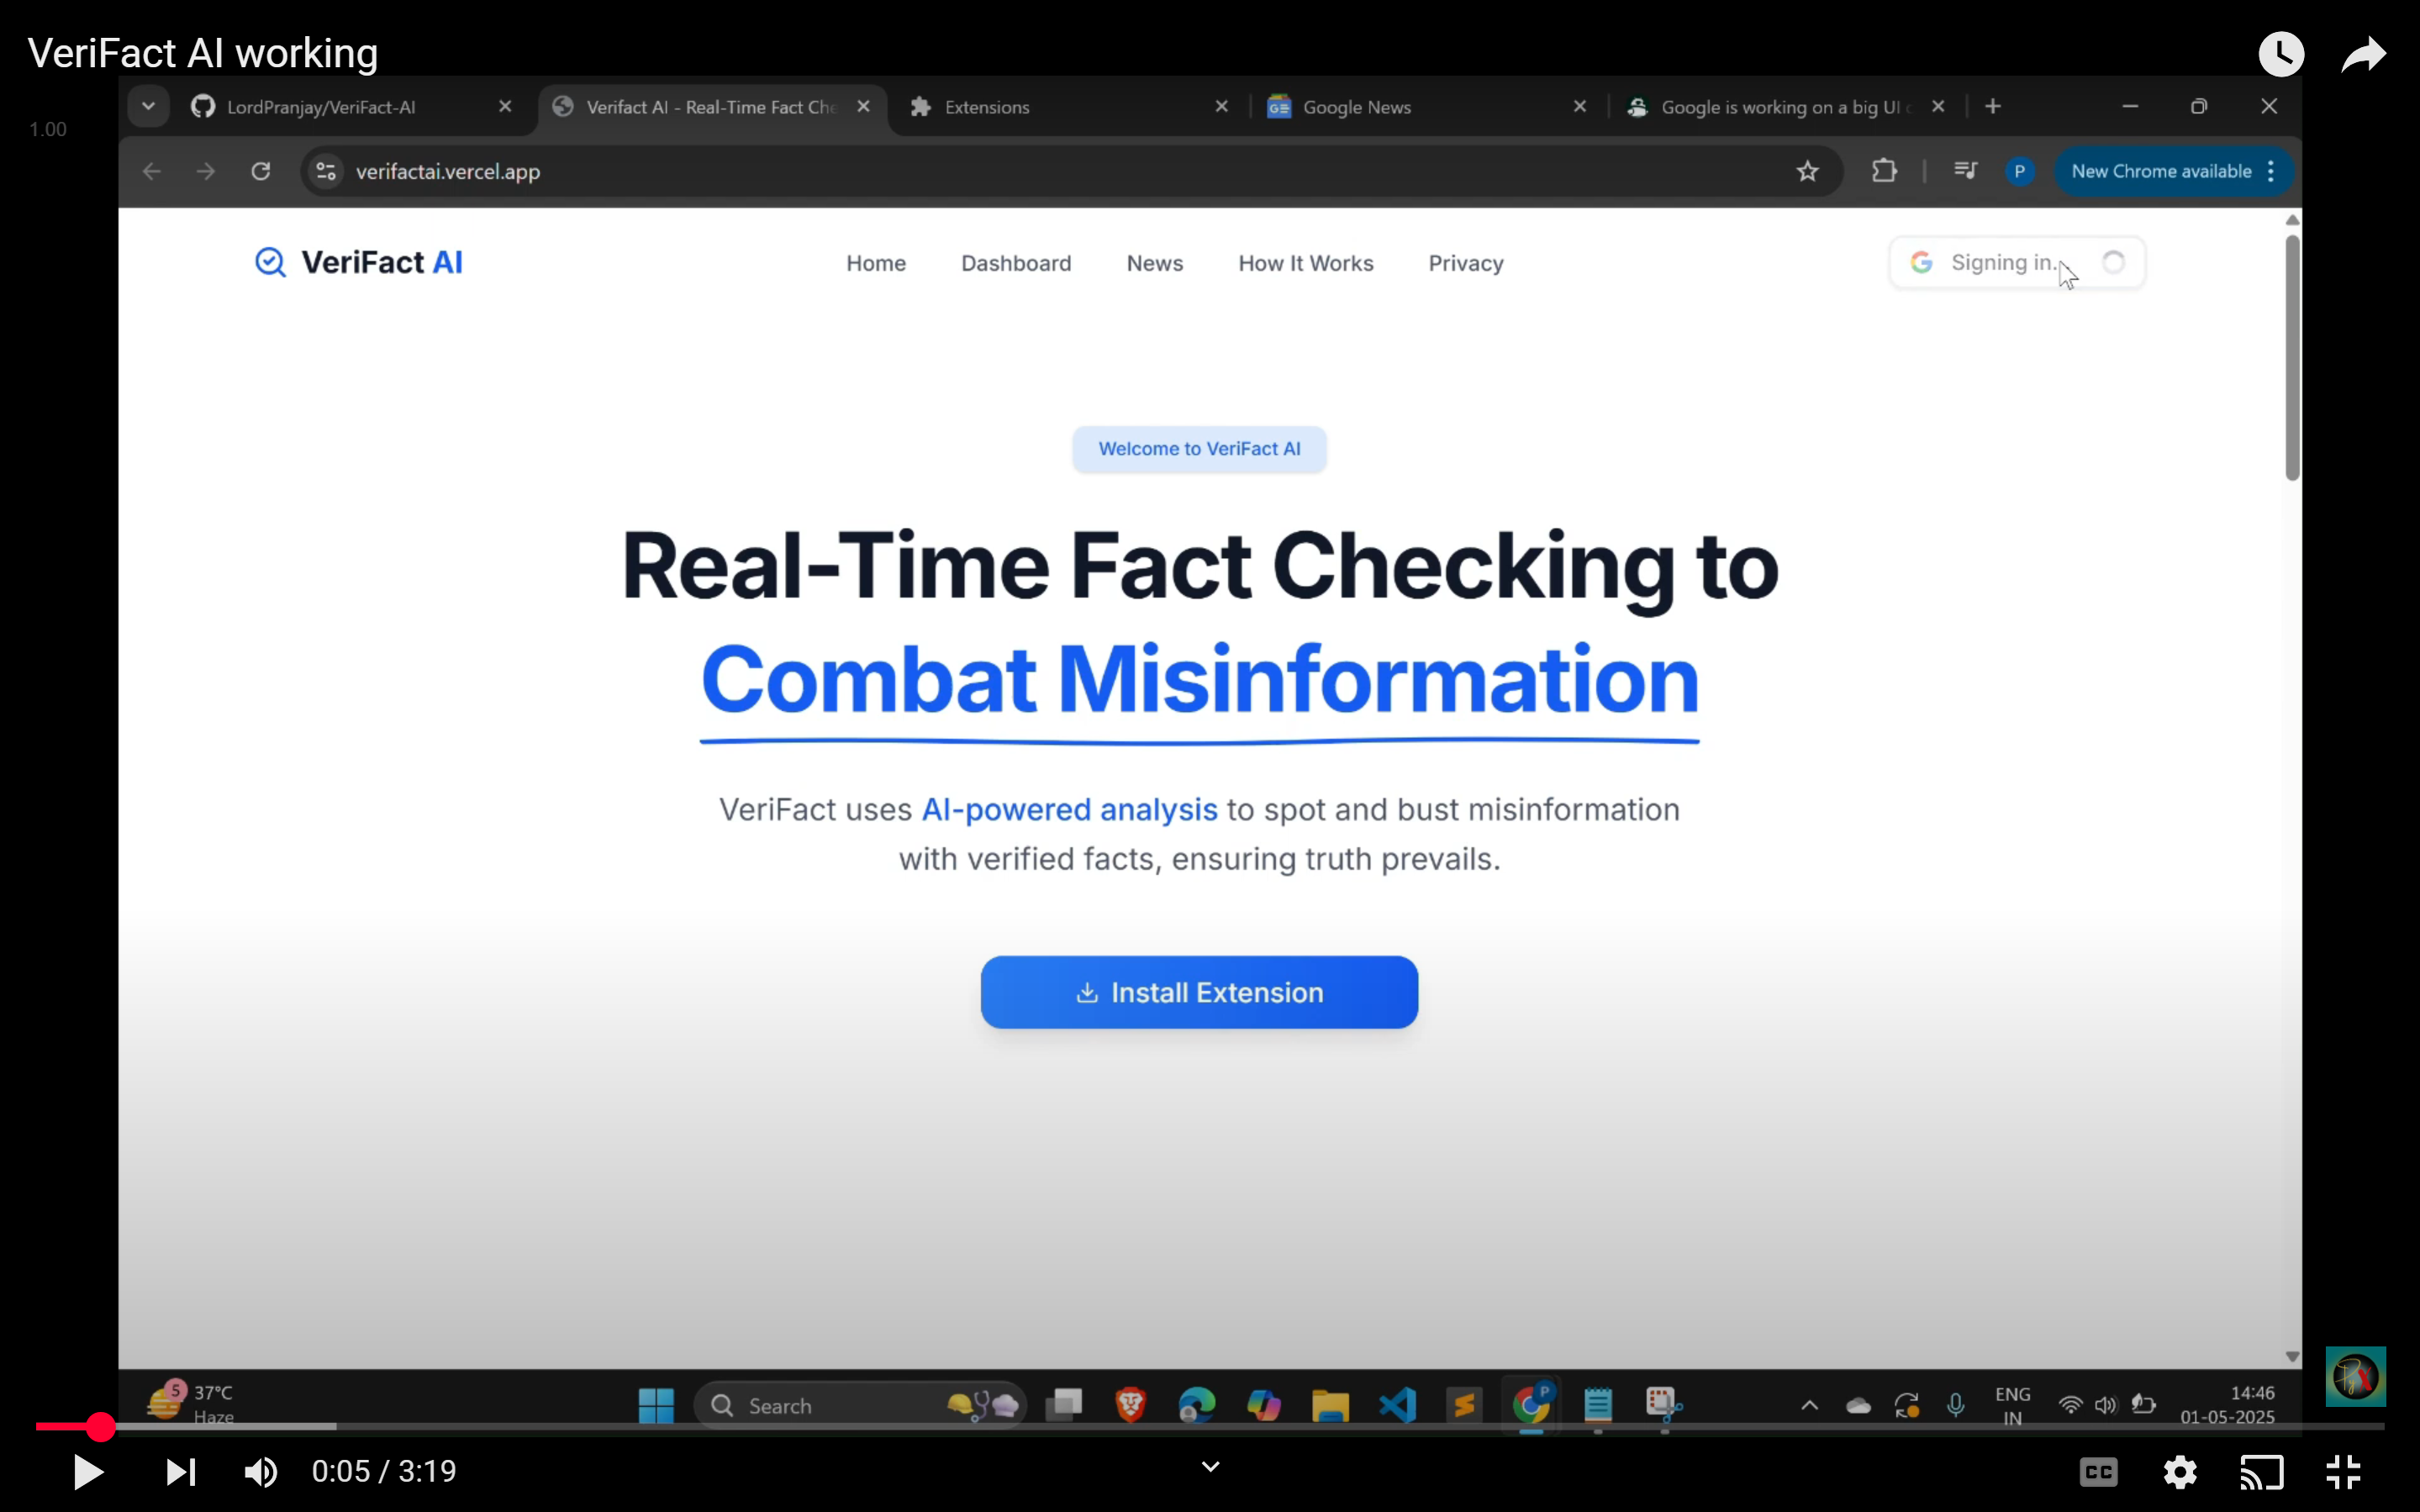 VeriFact AI working
1.00
LordPranjay/VeriFact-AI
Verifact AI - Real-Time Fact Che
Extensions
Google News
Google is working on a big UI
verifactai.vercel.app
P
New Chrome available
VeriFact AI
Home
Dashboard
News
How It Works
Privacy
Signing in..
Welcome to VeriFact AI
Real-Time Fact Checking to
Combat Misinformation
VeriFact uses AI-powered analysis to spot and bust misinformation
with verified facts, ensuring truth prevails.
Install Extension
5
37°C
Haze
Search
P
ENG
IN
14:46
01-05-2025
0:05 / 3:19
CC